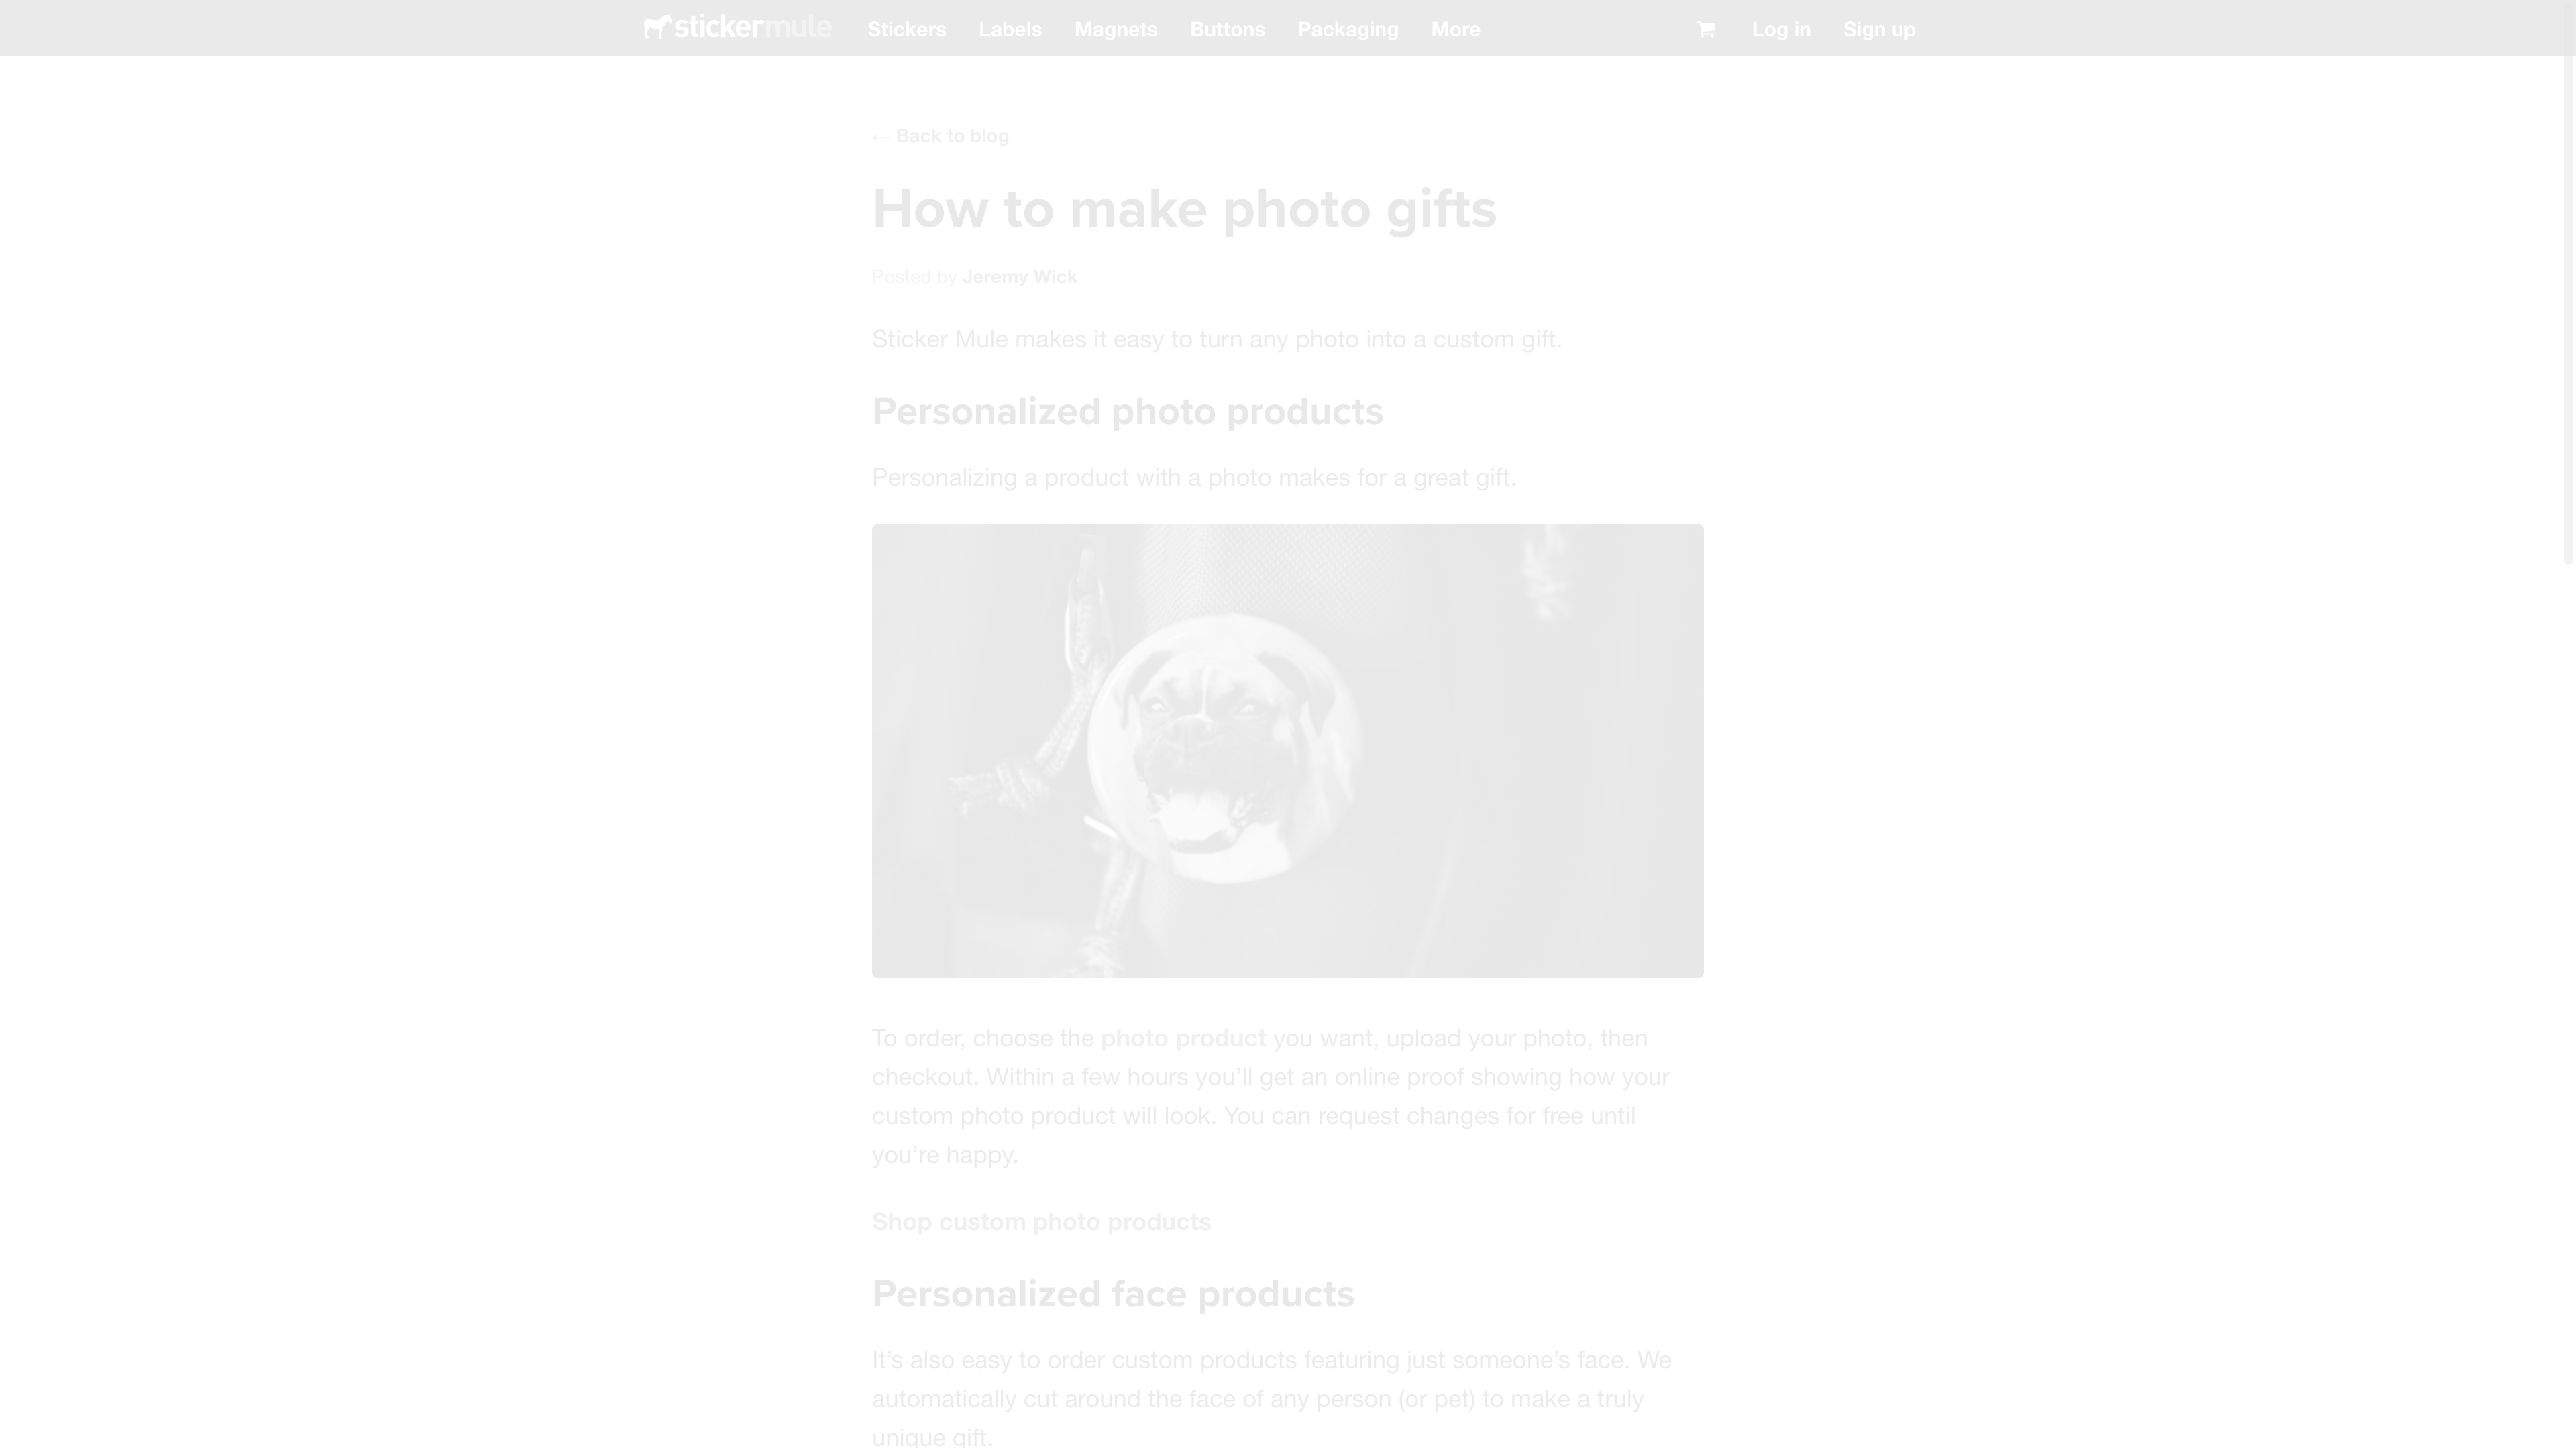 stickermule
Stickers
Labels
Magnets
Buttons
Packaging
More
Log in
Sign up
← Back to blog
How to make photo gifts
Posted by Jeremy Wick
Sticker Mule makes it easy to turn any photo into a custom gift.
Personalized photo products
Personalizing a product with a photo makes for a great gift.
To order, choose the photo product you want, upload your photo, then
checkout. Within a few hours you’ll get an online proof showing how your
custom photo product will look. You can request changes for free until
you’re happy.
Shop custom photo products
Personalized face products
It’s also easy to order custom products featuring just someone’s face. We
automatically cut around the face of any person (or pet) to make a truly
unique gift.